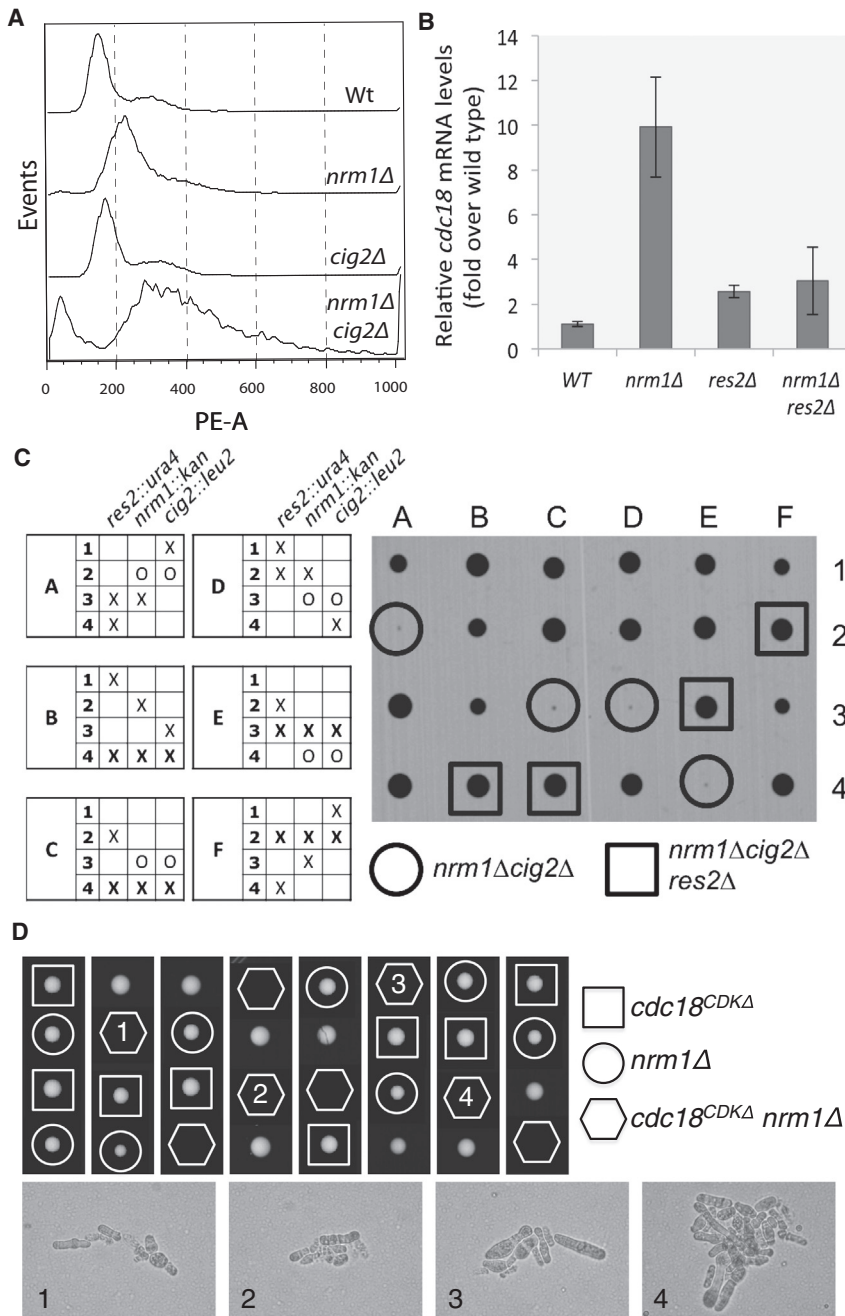 A
Wt
nrm1Δ
cig2Δ
nrm1Δ
cig2Δ
Events
0 200 400 600 800 1000
PE-A
B
Relative cdc18 mRNA levels
(fold over wild type)
14
12
10
8
6
4
2
0
WT nrm1Δ res2Δ nrm1Δ
res2Δ
C
res2::ura4 nrm1::kan cig2::leu2
res2::ura4 nrm1::kan cig2::leu2
A
1 X
2 O O
3 X X
4 X
D
1 X
2 X X
3 O O
4 X
B
1 X
2 X
3 X
4 X X X
E
1
2 X
3 X X X
4 O O
C
1
2 X
3 O O
4 X X X
F
1 X
2 X X X
3 X
4 X
A B C D E F
1
2
3
4
nrm1Δcig2Δ
nrm1Δcig2Δ
res2Δ
D
1
2
3
4
cdc18CDKΔ
nrm1Δ
cdc18CDKΔ nrm1Δ
1
2
3
4